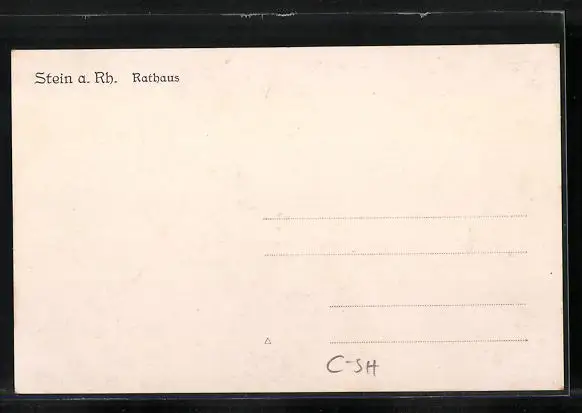 Stein a. Rh. Rathaus
C-SH